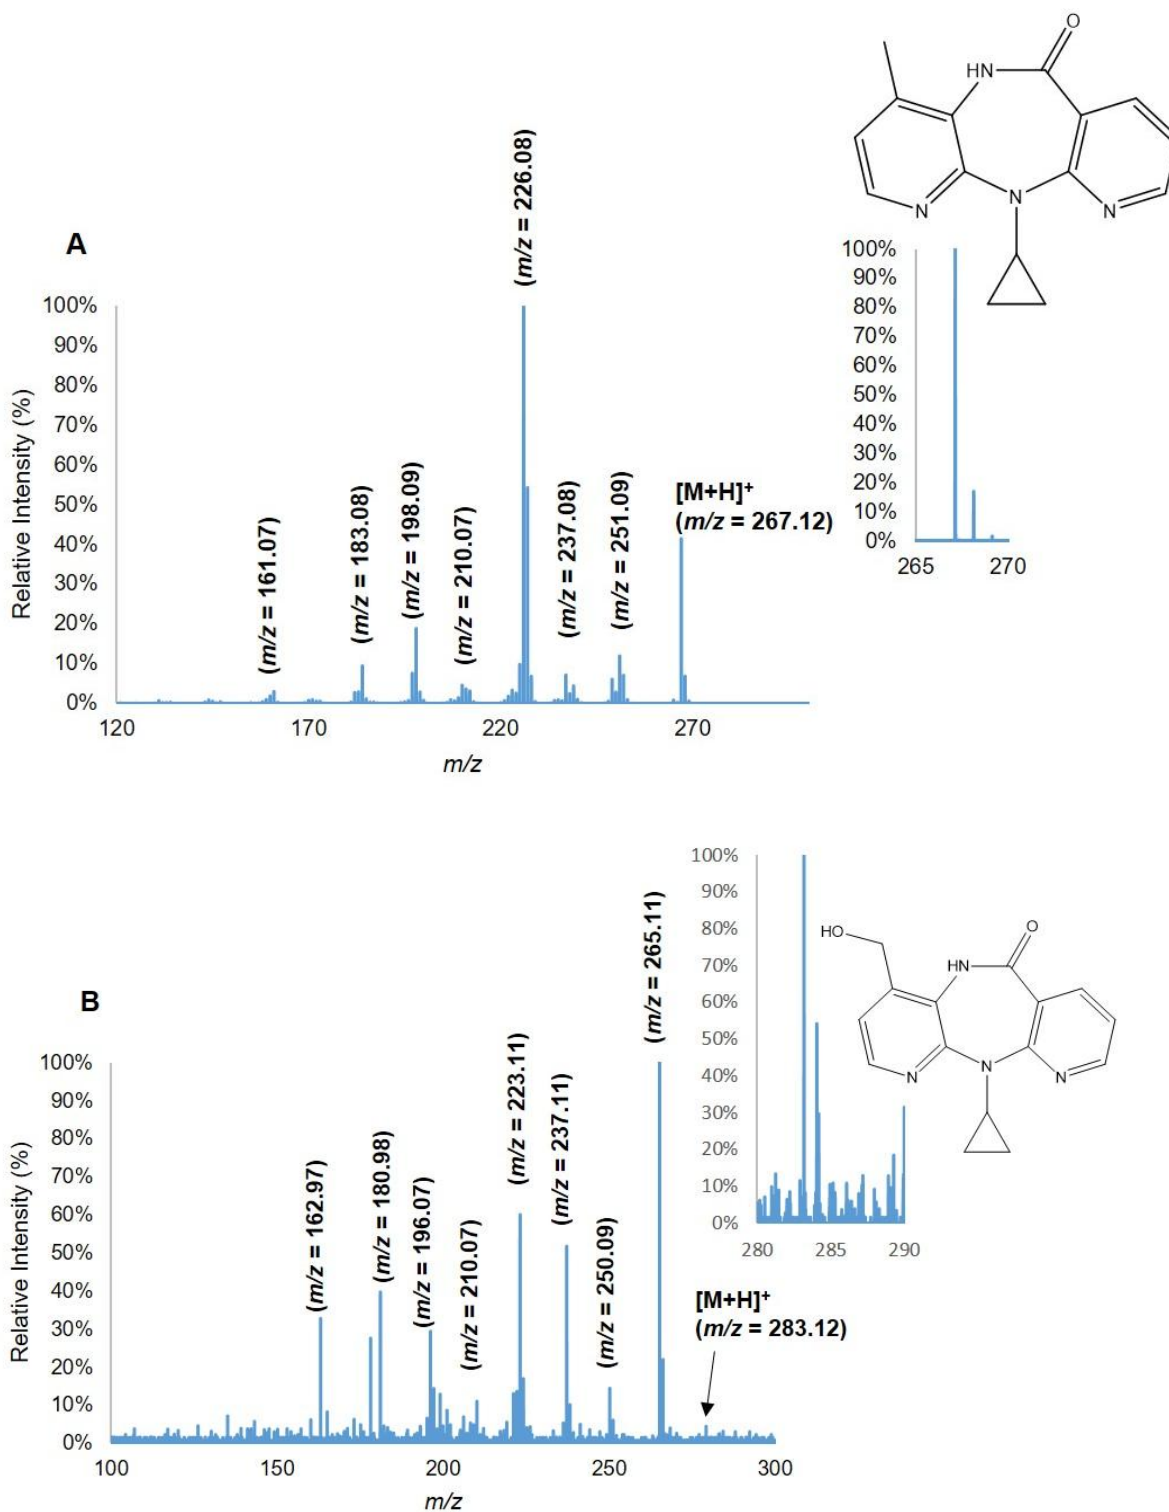 O
HN
N
N
N
A
100%
90%
80%
70%
60%
50%
40%
30%
20%
10%
0%
Relative Intensity (%)
(m/z = 161.07)
(m/z = 183.08)
(m/z = 198.09)
(m/z = 210.07)
(m/z = 226.08)
(m/z = 237.08)
(m/z = 251.09)
[M+H]+
(m/z = 267.12)
120
170
220
270
m/z
100%
90%
80%
70%
60%
50%
40%
30%
20%
10%
0%
265
270
B
100%
90%
80%
70%
60%
50%
40%
30%
20%
10%
0%
Relative Intensity (%)
(m/z = 162.97)
(m/z = 180.98)
(m/z = 196.07)
(m/z = 210.07)
(m/z = 223.11)
(m/z = 237.11)
(m/z = 250.09)
(m/z = 265.11)
[M+H]+
(m/z = 283.12)
100
150
200
250
300
m/z
100%
90%
80%
70%
60%
50%
40%
30%
20%
10%
0%
280
285
290
HO
O
HN
N
N
N